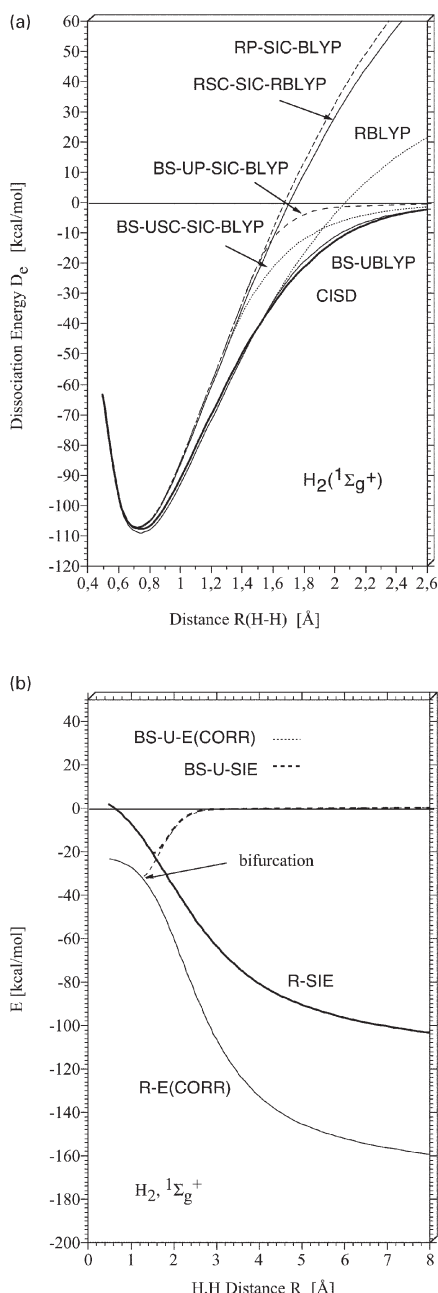 (a)
60
50
40
30
20
10
0
-10
-20
-30
-40
-50
-60
-70
-80
-90
-100
-110
-120
Dissociation Energy De [kcal/mol]
RP-SIC-BLYP
RSC-SIC-RBLYP
RBLYP
BS-UP-SIC-BLYP
BS-USC-SIC-BLYP
BS-UBLYP
CISD
H2(1Σg+)
0,4 0,6 0,8 1 1,2 1,4 1,6 1,8 2 2,2 2,4 2,6
Distance R(H-H) [Å]
(b)
40
20
0
-20
-40
-60
-80
-100
-120
-140
-160
-180
-200
E [kcal/mol]
BS-U-E(CORR)
BS-U-SIE
bifurcation
R-SIE
R-E(CORR)
H2, 1Σg+
0 1 2 3 4 5 6 7 8
H,H Distance R [Å]